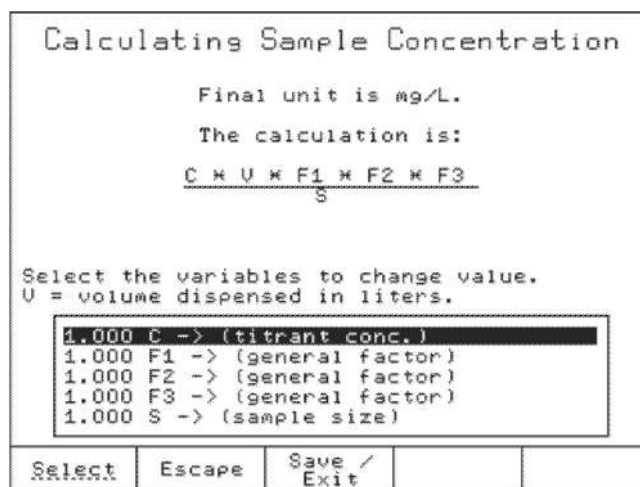 Calculating Sample Concentration
Final unit is mg/L.
The calculation is:
C * V * F1 * F2 * F3
S
Select the variables to change value.
V = volume dispensed in liters.
1.000 C -> (titrant conc.)
1.000 F1 -> (general factor)
1.000 F2 -> (general factor)
1.000 F3 -> (general factor)
1.000 S -> (sample size)
Select Escape Save / Exit